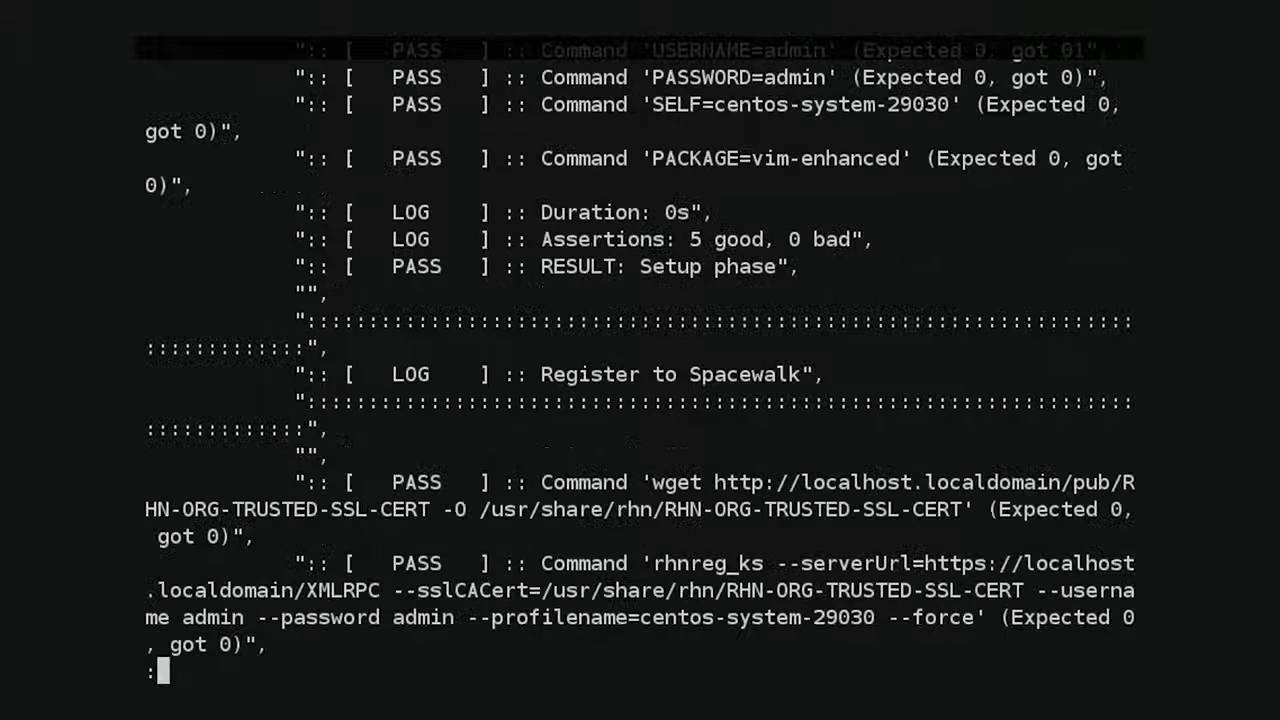 ":: [   PASS   ] :: Command 'USERNAME=admin' (Expected 0, got 0)",
":: [   PASS   ] :: Command 'PASSWORD=admin' (Expected 0, got 0)",
":: [   PASS   ] :: Command 'SELF=centos-system-29030' (Expected 0,
got 0)",
":: [   PASS   ] :: Command 'PACKAGE=vim-enhanced' (Expected 0, got
0)",
":: [   LOG    ] :: Duration: 0s",
":: [   LOG    ] :: Assertions: 5 good, 0 bad",
":: [   PASS   ] :: RESULT: Setup phase",
"",
":::::::::::::::::::::::::::::::::::::::::::::::::::::::::::::::::::
:::::::::::::",
":: [   LOG    ] :: Register to Spacewalk",
":::::::::::::::::::::::::::::::::::::::::::::::::::::::::::::::::::
:::::::::::::",
"",
":: [   PASS   ] :: Command 'wget http://localhost.localdomain/pub/R
HN-ORG-TRUSTED-SSL-CERT -O /usr/share/rhn/RHN-ORG-TRUSTED-SSL-CERT' (Expected 0,
 got 0)",
":: [   PASS   ] :: Command 'rhnreg_ks --serverUrl=https://localhost
.localdomain/XMLRPC --sslCACert=/usr/share/rhn/RHN-ORG-TRUSTED-SSL-CERT --userna
me admin --password admin --profilename=centos-system-29030 --force' (Expected 0
, got 0)",
: